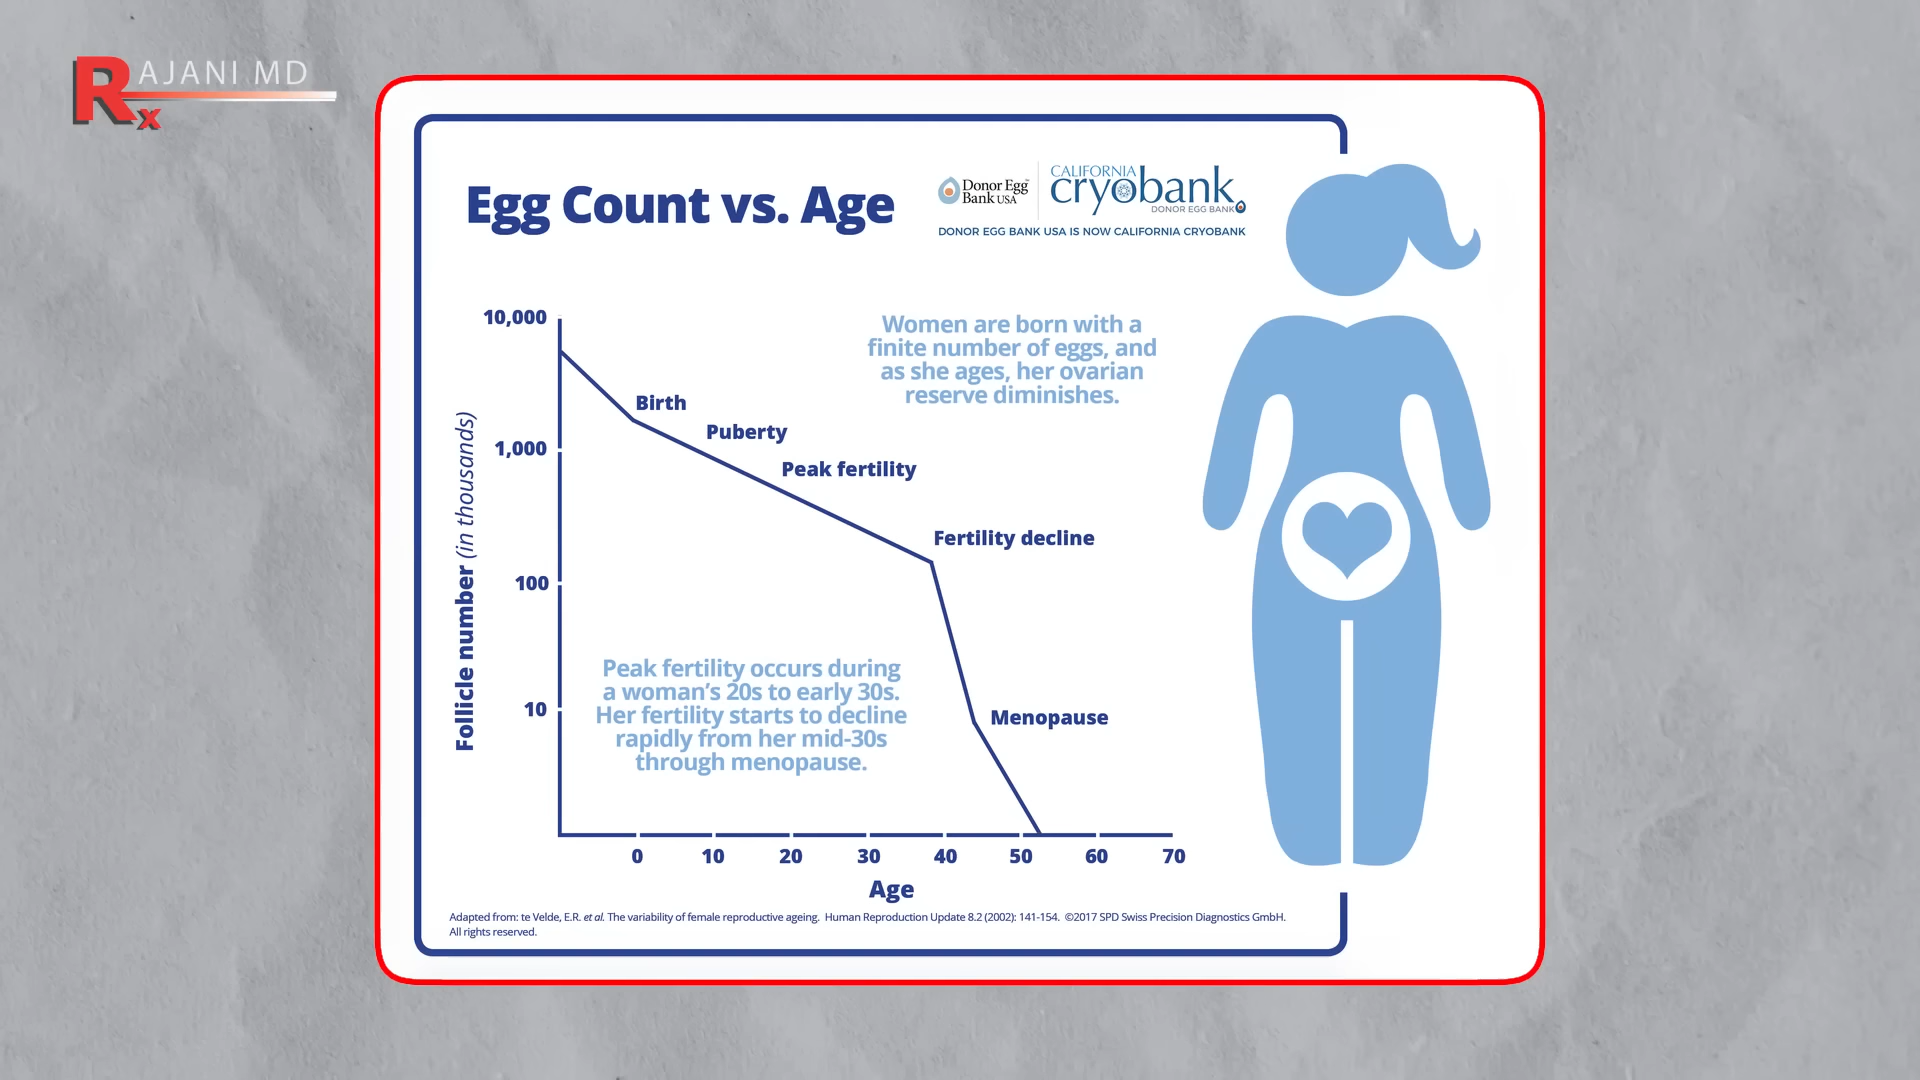 RX AJANI MD
Egg Count vs. Age
Donor Egg
Bank USA
CALIFORNIA
cryobank
DONOR EGG BANK
DONOR EGG BANK USA IS NOW CALIFORNIA CRYOBANK
Women are born with a
finite number of eggs, and
as she ages, her ovarian
reserve diminishes.
Follicle number (in thousands)
10,000
1,000
100
10
Birth
Puberty
Peak fertility
Fertility decline
Menopause
Peak fertility occurs during
a woman’s 20s to early 30s.
Her fertility starts to decline
rapidly from her mid-30s
through menopause.
0 10 20 30 40 50 60 70
Age
Adapted from: te Velde, E.R. et al. The variability of female reproductive ageing. Human Reproduction Update 8.2 (2002): 141-154. ©2017 SPD Swiss Precision Diagnostics GmbH.
All rights reserved.